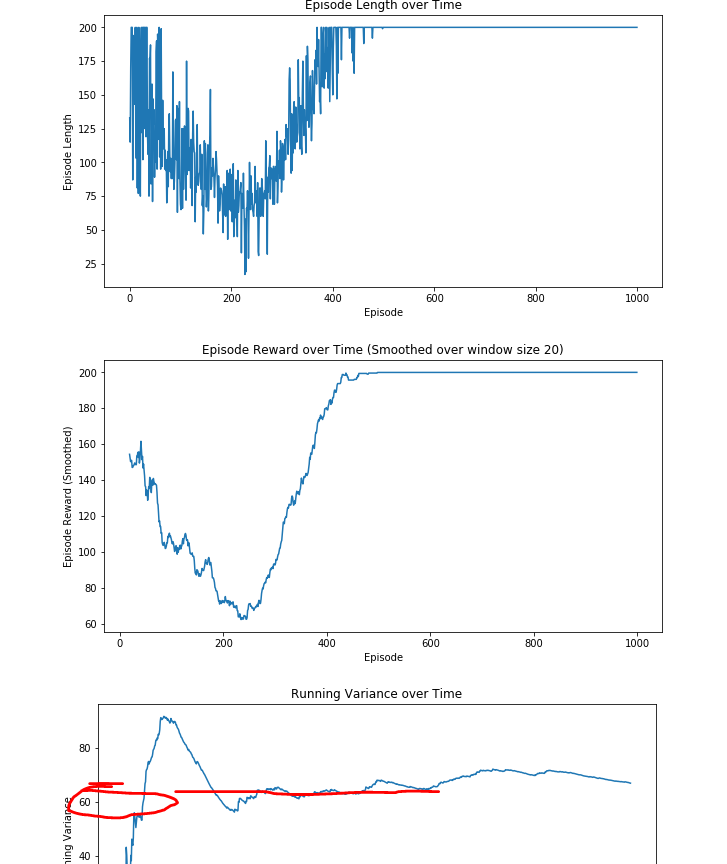 Episode Length over Time
200
175
150
125
100
75
50
25
Episode Length
0 200 400 600 800 1000
Episode
Episode Reward over Time (Smoothed over window size 20)
200
180
160
140
120
100
80
60
Episode Reward (Smoothed)
0 200 400 600 800 1000
Episode
Running Variance over Time
80
60
40
Variance